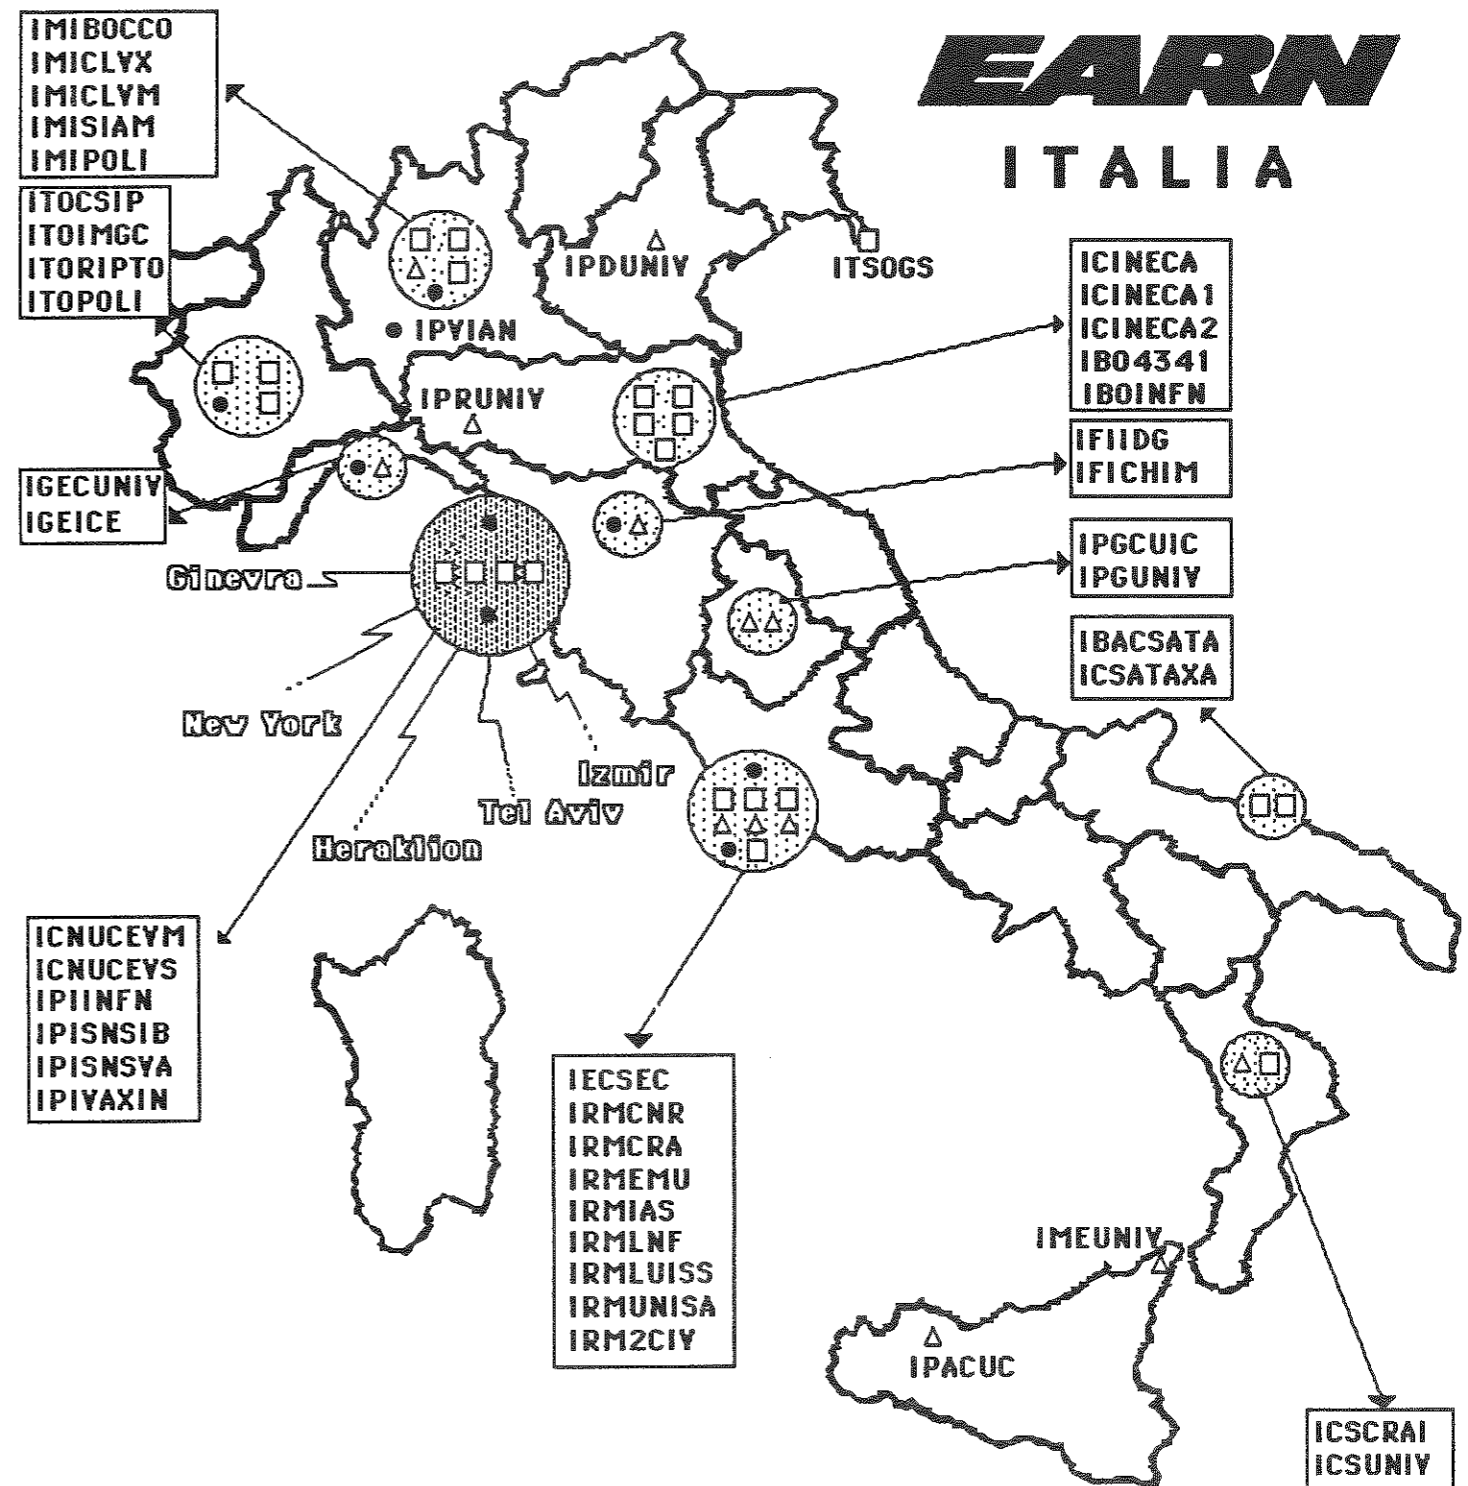 EARN
ITALIA
IMIBOCCO
IMICLVX
IMICLVM
IMISIAM
IMIPOLI
ITOCSIP
ITOIMGC
ITORIPTO
ITOPOLI
IPDUNIV
ITSOGS
IPVIAN
IPRUNIV
ICINECA
ICINECA1
ICINECA2
IBO4341
IBOINFN
IFIIDG
IFICHIM
IGECUNIV
IGEICE
IPGCUIC
IPGUNIV
Ginevra
IBACSATA
ICSATAXA
New York
Izmir
Tel Aviv
Heraklion
ICNUCEVM
ICNUCEVS
IPIINFN
IPISNSIB
IPISNSVA
IPIVAXIN
IECSEC
IRMCNR
IRMCRA
IRMEMU
IRMIAS
IRMLNF
IRMLUISS
IRMUNISA
IRM2CIV
IMEUNIV
IPACUC
ICSCRAI
ICSUNIV